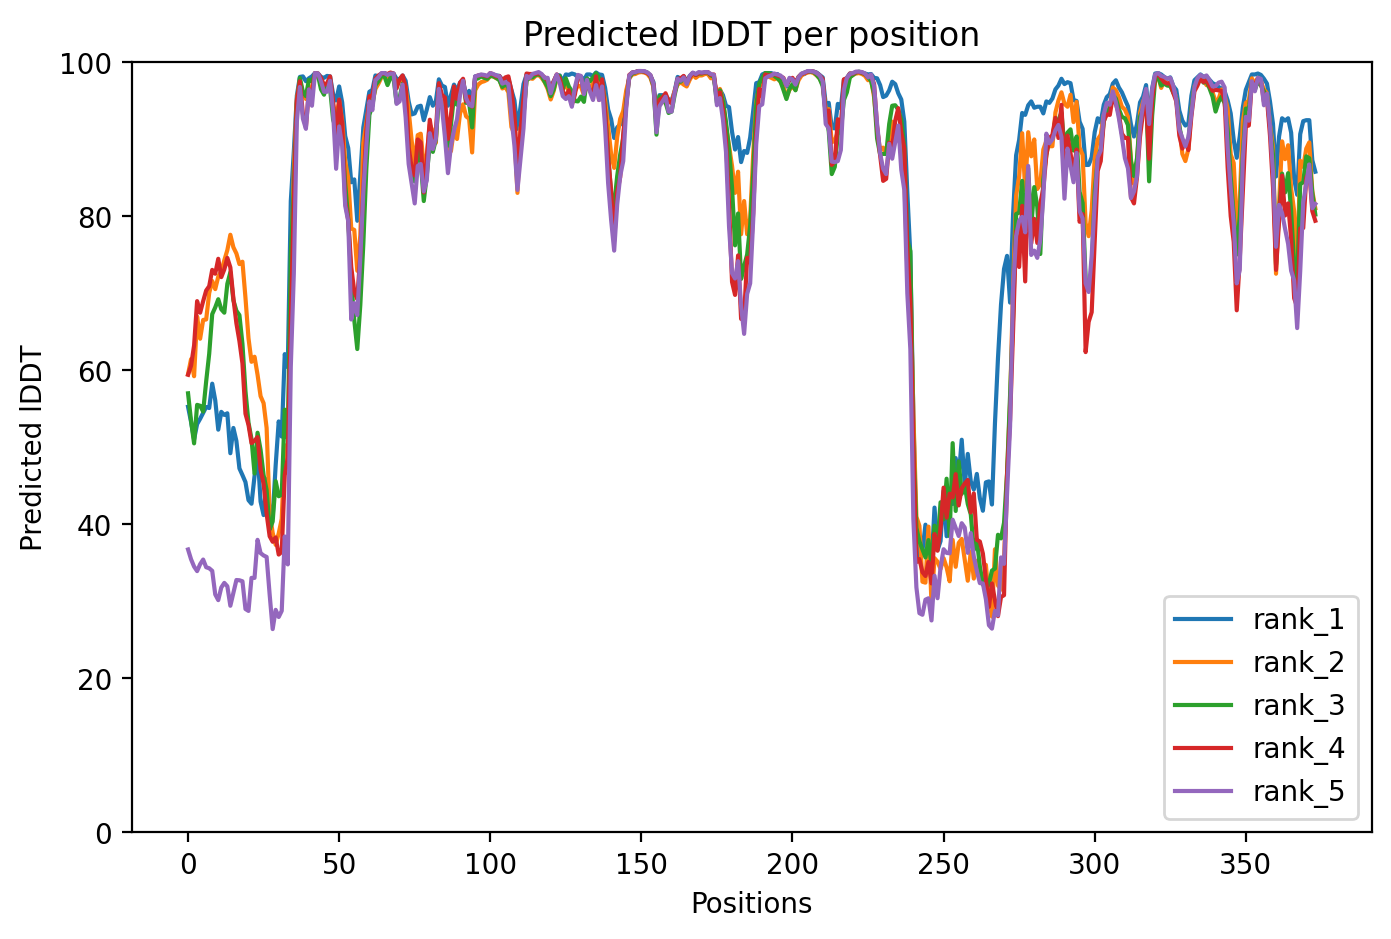 Predicted lDDT per position
100
80
60
40
20
0
Predicted lDDT
0 50 100 150 200 250 300 350
Positions
rank_1
rank_2
rank_3
rank_4
rank_5